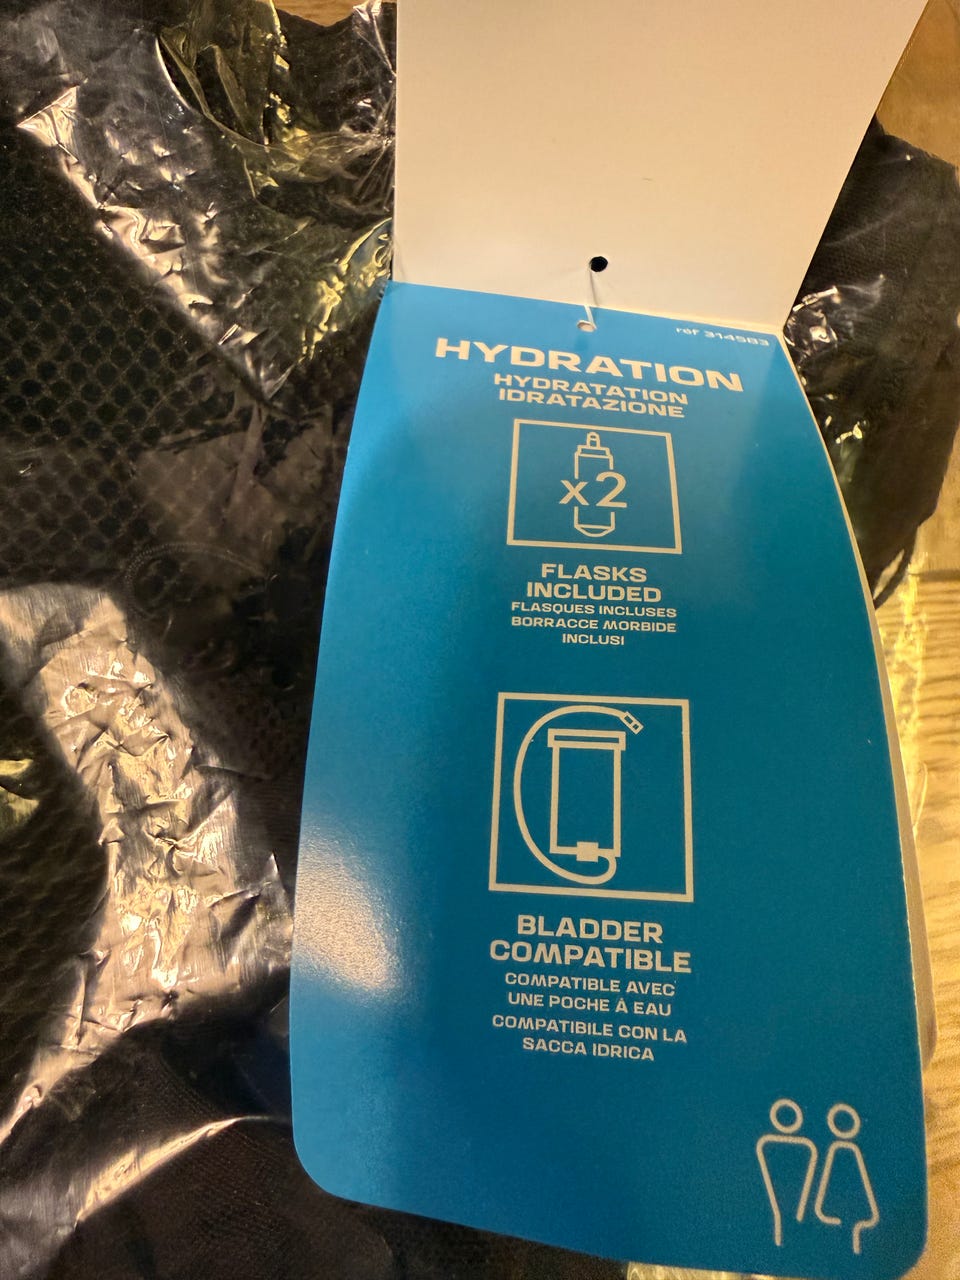 réf 314583
HYDRATION
HYDRATATION
IDRATAZIONE
x2
FLASKS
INCLUDED
FLASQUES INCLUSES
BORRACCE MORBIDE
INCLUSI
BLADDER
COMPATIBLE
COMPATIBLE AVEC
UNE POCHE À EAU
COMPATIBILE CON LA
SACCA IDRICA